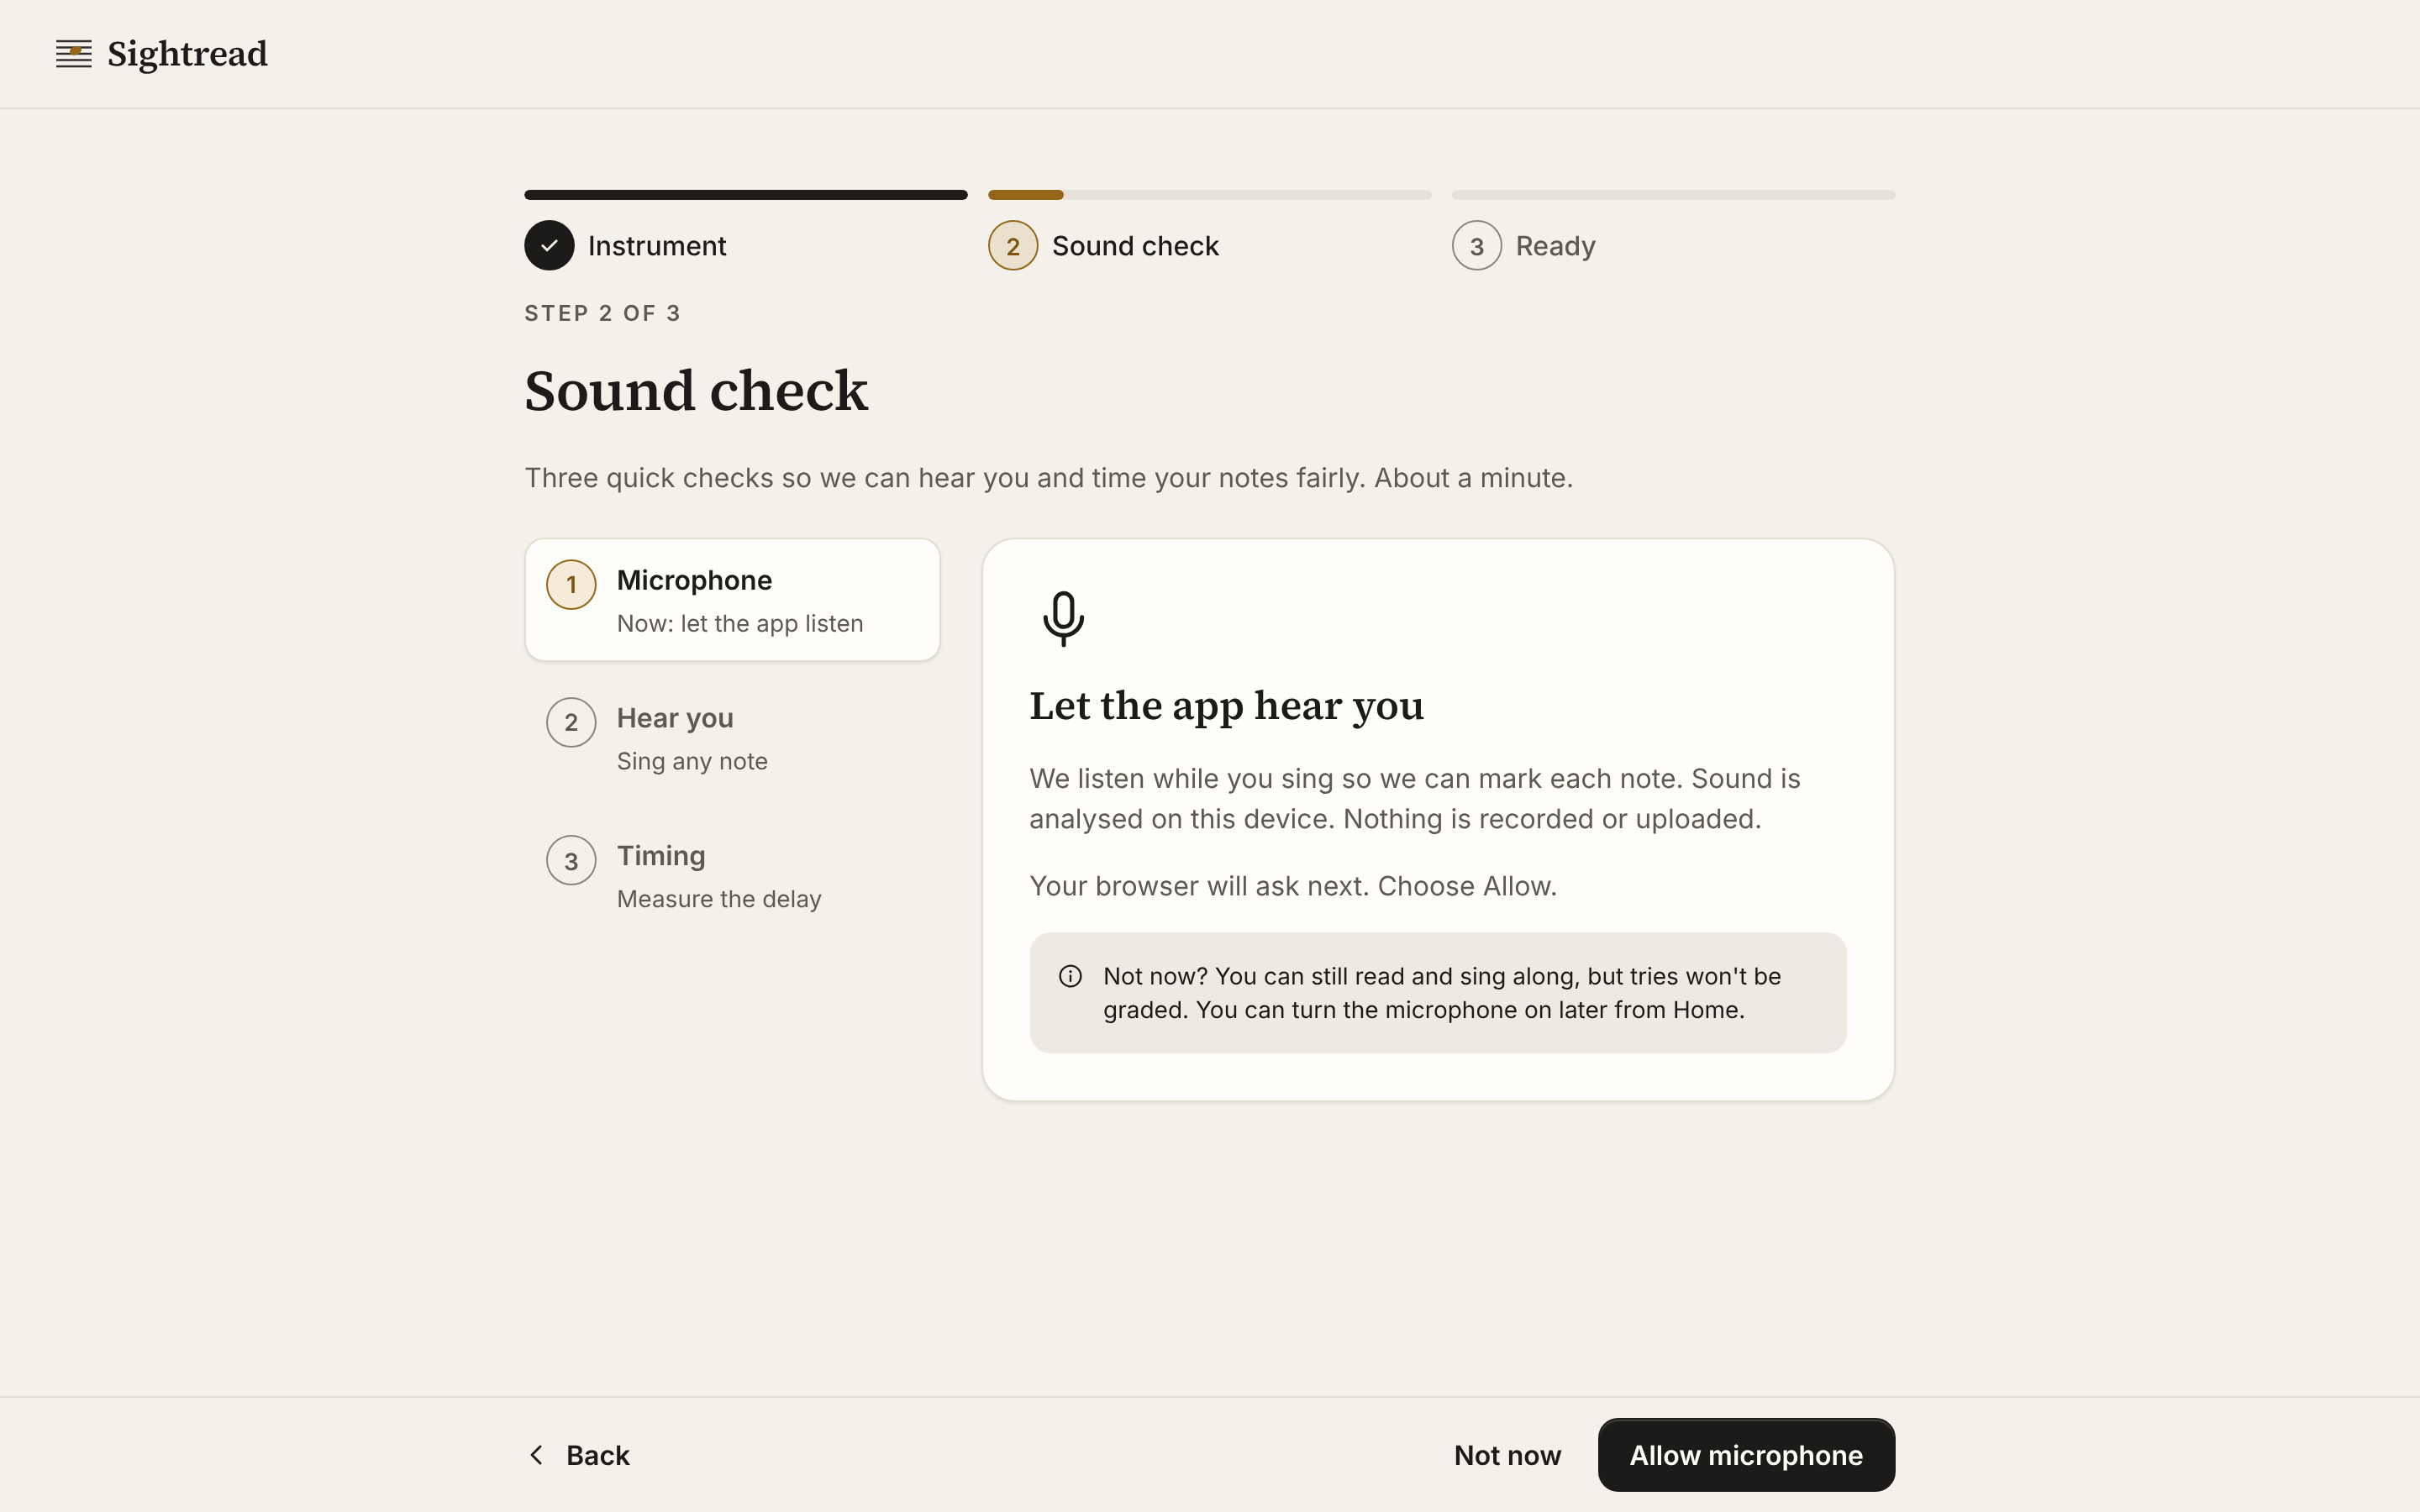 Sightread
Instrument
2 Sound check
3 Ready
STEP 2 OF 3
Sound check
Three quick checks so we can hear you and time your notes fairly. About a minute.
1 Microphone
Now: let the app listen
2 Hear you
Sing any note
3 Timing
Measure the delay
Let the app hear you
We listen while you sing so we can mark each note. Sound is
analysed on this device. Nothing is recorded or uploaded.
Your browser will ask next. Choose Allow.
Not now? You can still read and sing along, but tries won't be
graded. You can turn the microphone on later from Home.
Back
Not now
Allow microphone